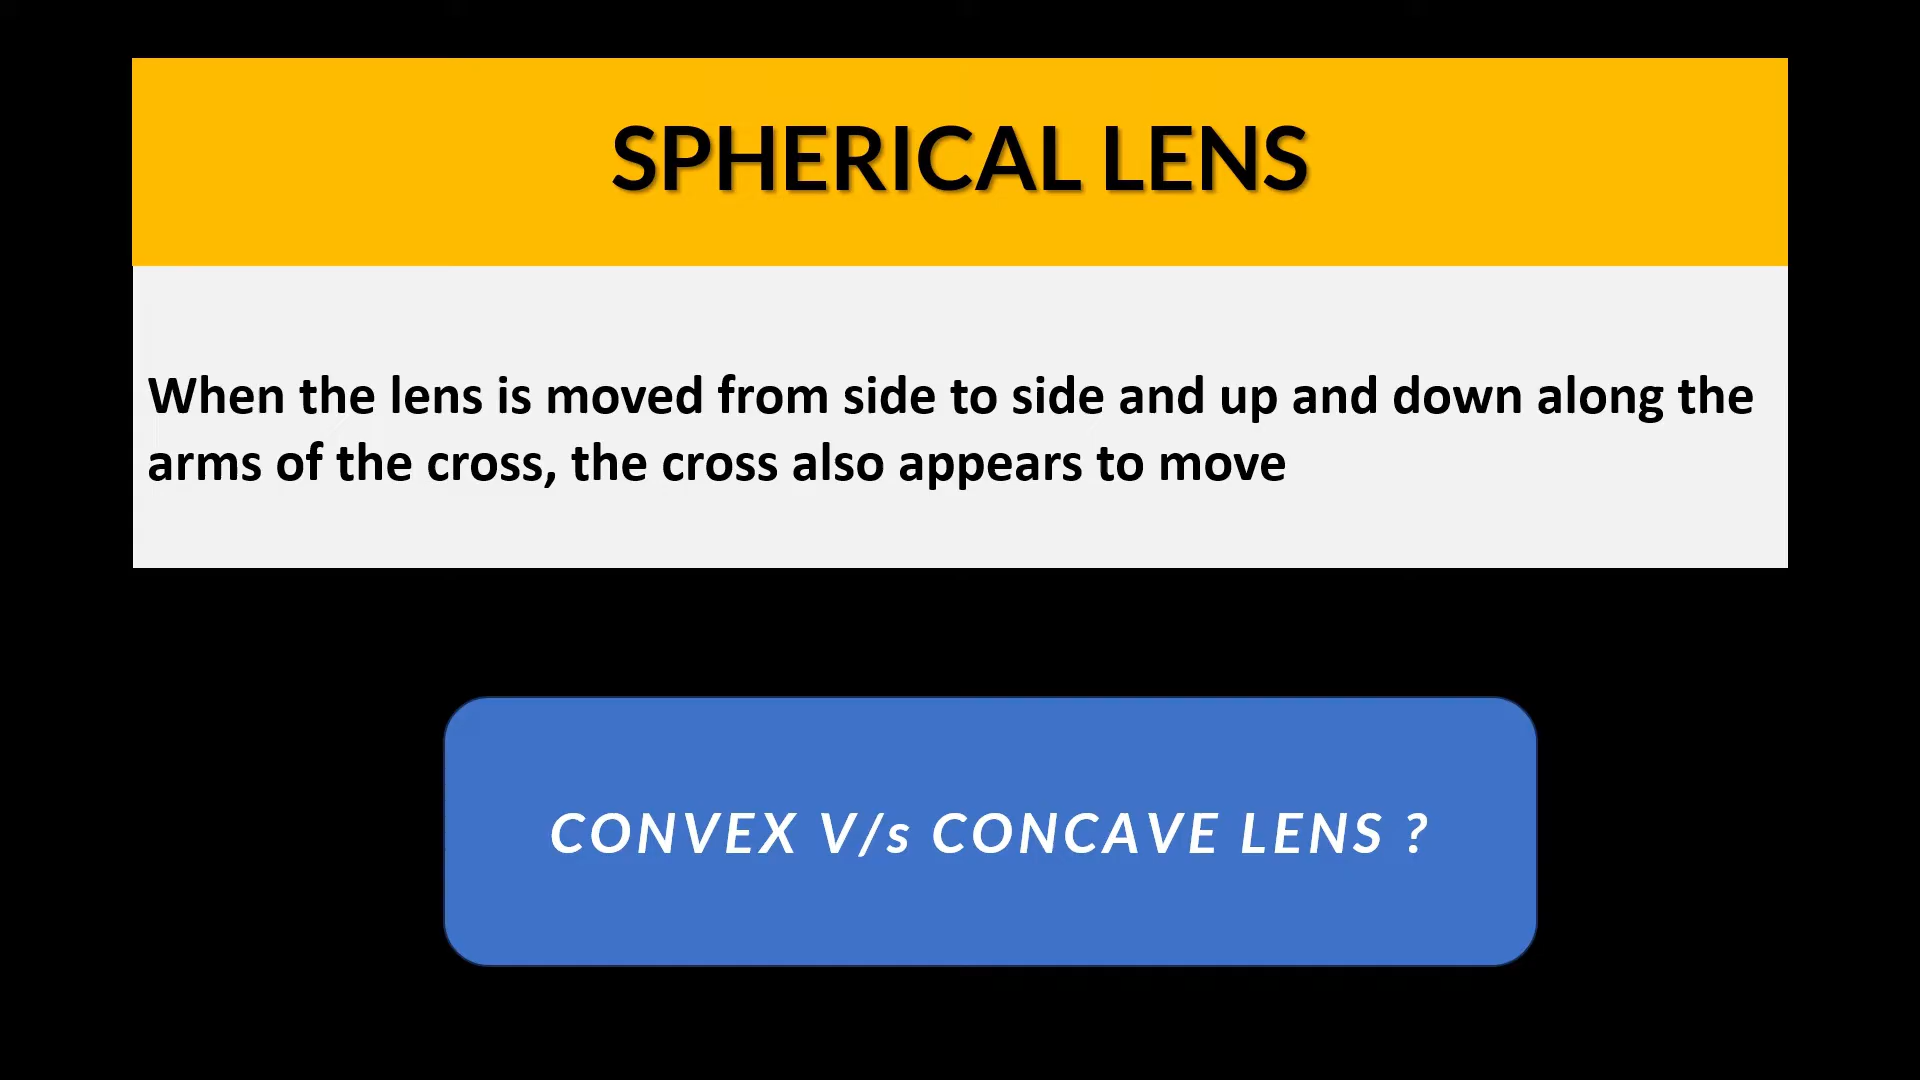 SPHERICAL LENS
When the lens is moved from side to side and up and down along the
arms of the cross, the cross also appears to move
CONVEX V/s CONCAVE LENS ?